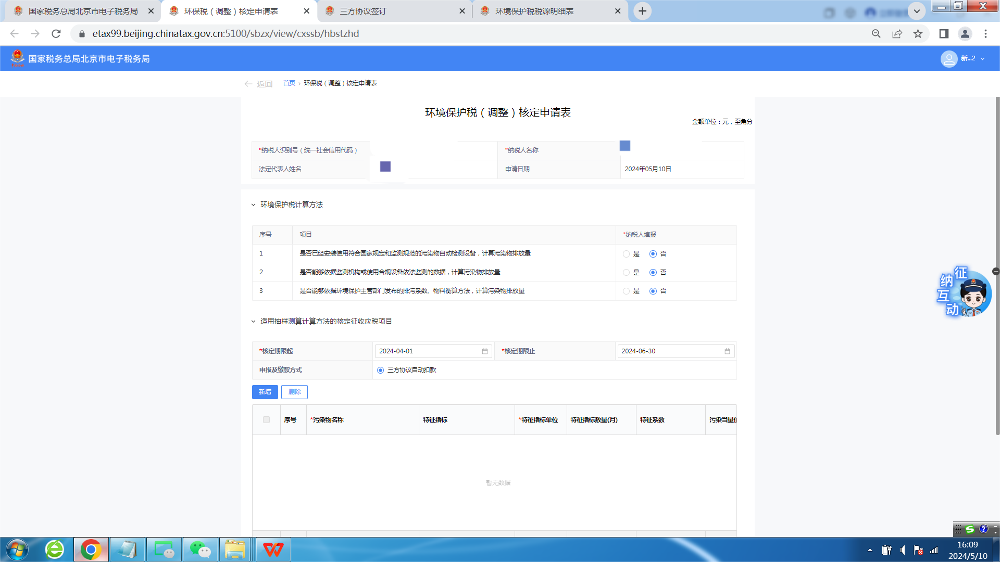 国家税务总局北京市电子税务局
环保税（调整）核定申请表
三方协议签订
环境保护税税源明细表
etax99.beijing.chinatax.gov.cn:5100/sbzx/view/cxssb/hbstzhd
国家税务总局北京市电子税务局
新...2
返回
首页 › 环保税（调整）核定申请表
环境保护税（调整）核定申请表
金额单位：元，至角分
*纳税人识别号（统一社会信用代码）
*纳税人名称
法定代表人姓名
申请日期
2024年05月10日
环境保护税计算方法
序号 项目 *纳税人填报
1 是否已经安装使用符合国家规定和监测规范的污染物自动检测设备，计算污染物排放量 是 否
2 是否能够依据监测机构或使用合规设备依法监测的数据，计算污染物排放量 是 否
3 是否能够依据环境保护主管部门发布的排污系数、物料衡算方法，计算污染物排放量 是 否
征纳互动
适用抽样测算计算方法的核定征收应税项目
*核定期限起 2024-04-01 *核定期限止 2024-06-30
申报及缴款方式 三方协议自动扣款
新增 删除
序号 *污染物名称 特征指标 *特征指标单位 特征指标数量(月) 特征系数 污染当量
暂无数据
16:09
2024/5/10